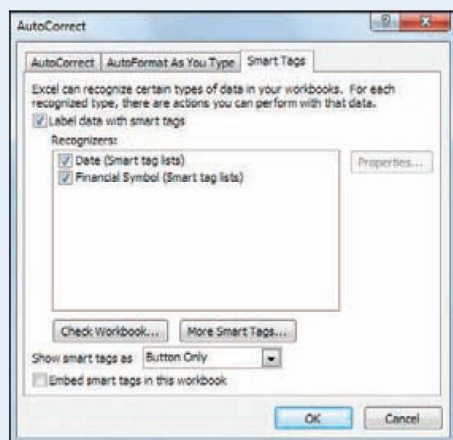 AutoCorrect
AutoCorrect AutoFormat As You Type Smart Tags
Excel can recognize certain types of data in your workbooks. For each
recognized type, there are actions you can perform with that data.
Label data with smart tags
Recognizers:
Date (Smart tag lists)
Financial Symbol (Smart tag lists)
Properties...
Check Workbook... More Smart Tags...
Show smart tags as Button Only
Embed smart tags in this workbook
OK Cancel